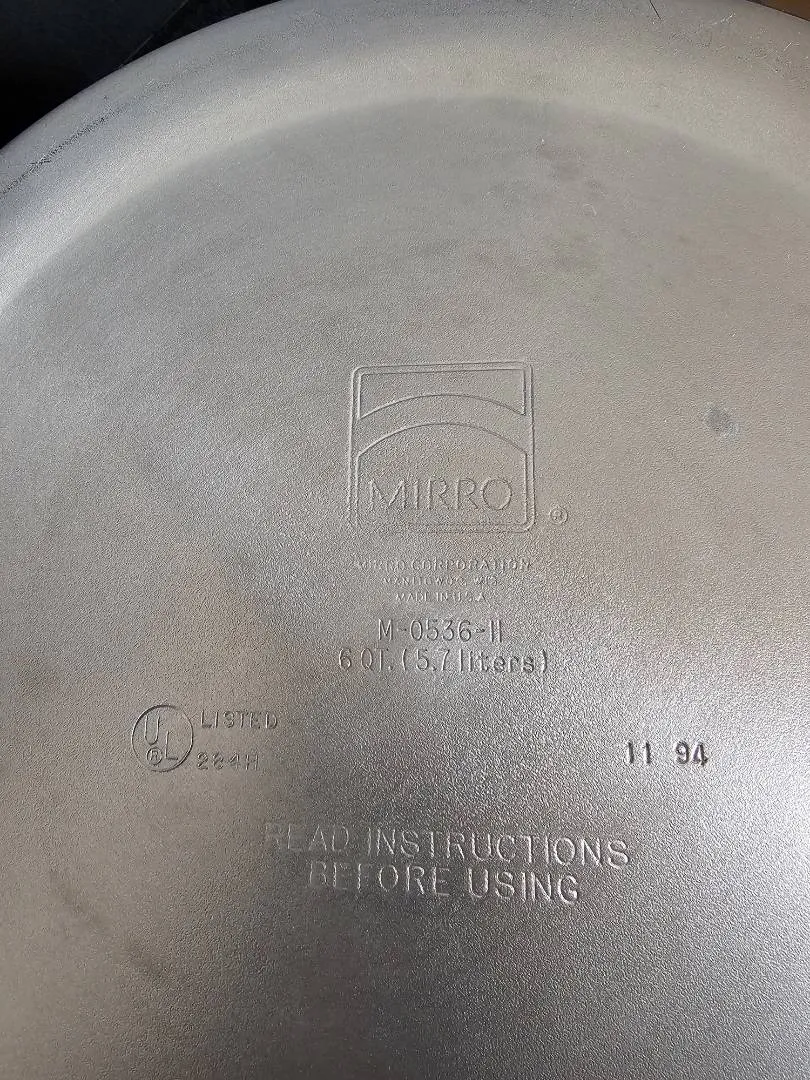 MIRRO
®
MIRRO CORPORATION
MANITOWOC, WIS.
MADE IN U.S.A.
M-0536-11
6 QT. (5.7 liters)
UL ® LISTED
11 94
READ INSTRUCTIONS
BEFORE USING